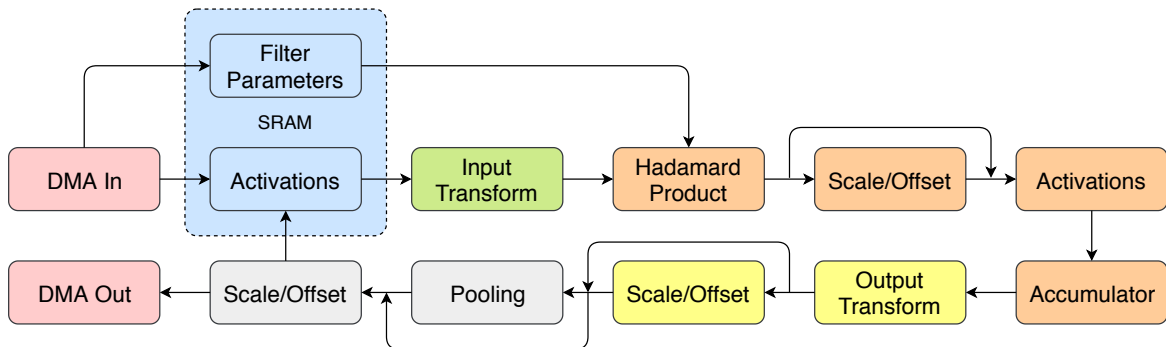 Filter
Parameters
SRAM
DMA In
Activations
Input
Transform
Hadamard
Product
Scale/Offset
Activations
DMA Out
Scale/Offset
Pooling
Scale/Offset
Output
Transform
Accumulator